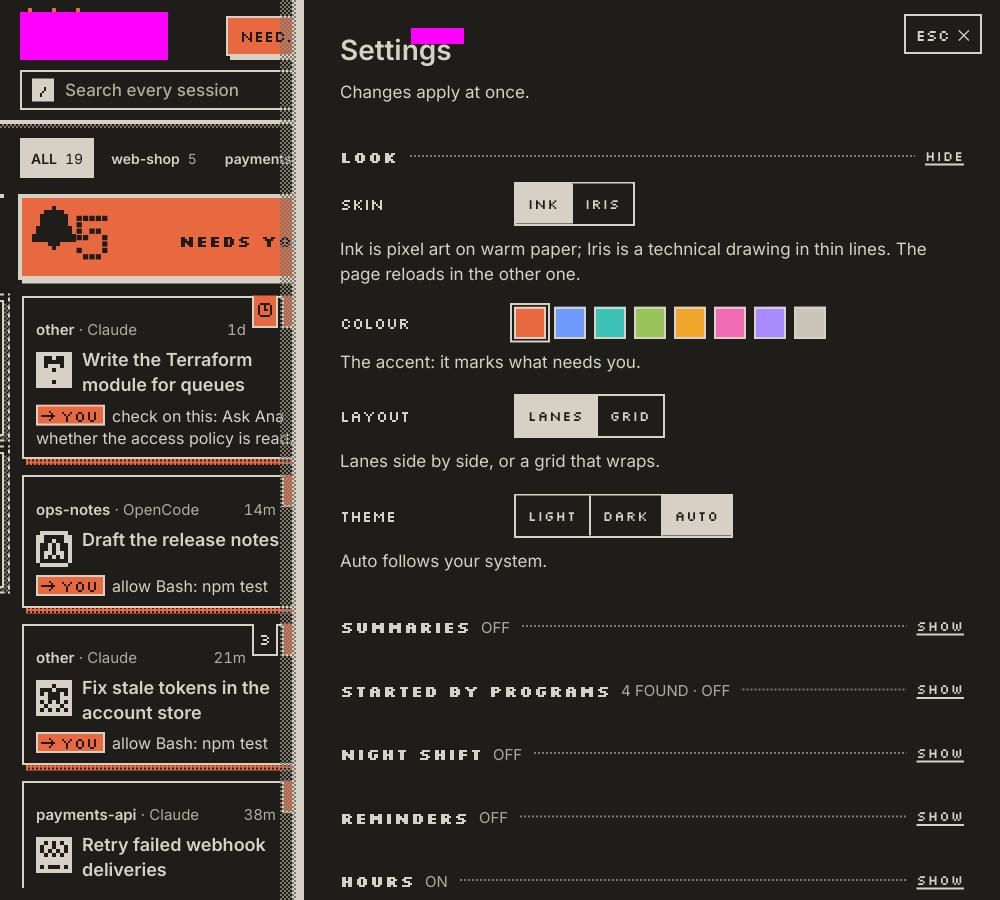 NEED
/ Search every session
ALL 19 web-shop 5 payments
5 NEEDS YO
other · Claude 1d
Write the Terraform
module for queues
→ YOU check on this: Ask Ana
whether the access policy is read
ops-notes · OpenCode 14m
Draft the release notes
→ YOU allow Bash: npm test
3
other · Claude 21m
Fix stale tokens in the
account store
→ YOU allow Bash: npm test
payments-api · Claude 38m
Retry failed webhook
deliveries
Settings
ESC ×
Changes apply at once.
LOOK HIDE
SKIN INK IRIS
Ink is pixel art on warm paper; Iris is a technical drawing in thin lines. The
page reloads in the other one.
COLOUR
The accent: it marks what needs you.
LAYOUT LANES GRID
Lanes side by side, or a grid that wraps.
THEME LIGHT DARK AUTO
Auto follows your system.
SUMMARIES OFF SHOW
STARTED BY PROGRAMS 4 FOUND · OFF SHOW
NIGHT SHIFT OFF SHOW
REMINDERS OFF SHOW
HOURS ON SHOW